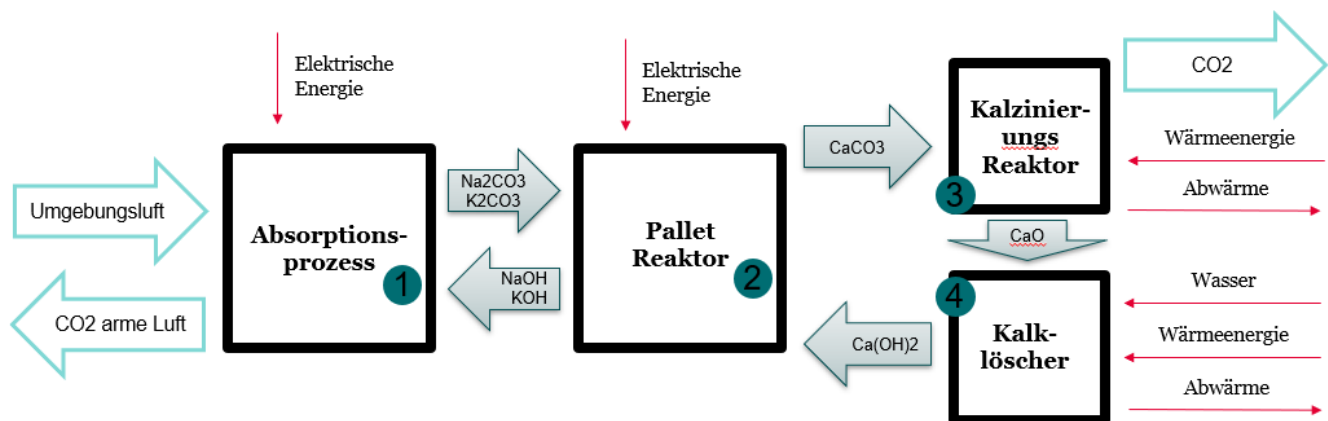 Elektrische
Energie
Elektrische
Energie
CO2
Kalzinier-
ungs
Reaktor
3
Wärmeenergie
Abwärme
CaCO3
Na2CO3
K2CO3
Umgebungsluft
Absorptions-
prozess
1
Pallet
Reaktor
2
NaOH
KOH
CaO
CO2 arme Luft
Ca(OH)2
4
Kalk-
löscher
Wasser
Wärmeenergie
Abwärme